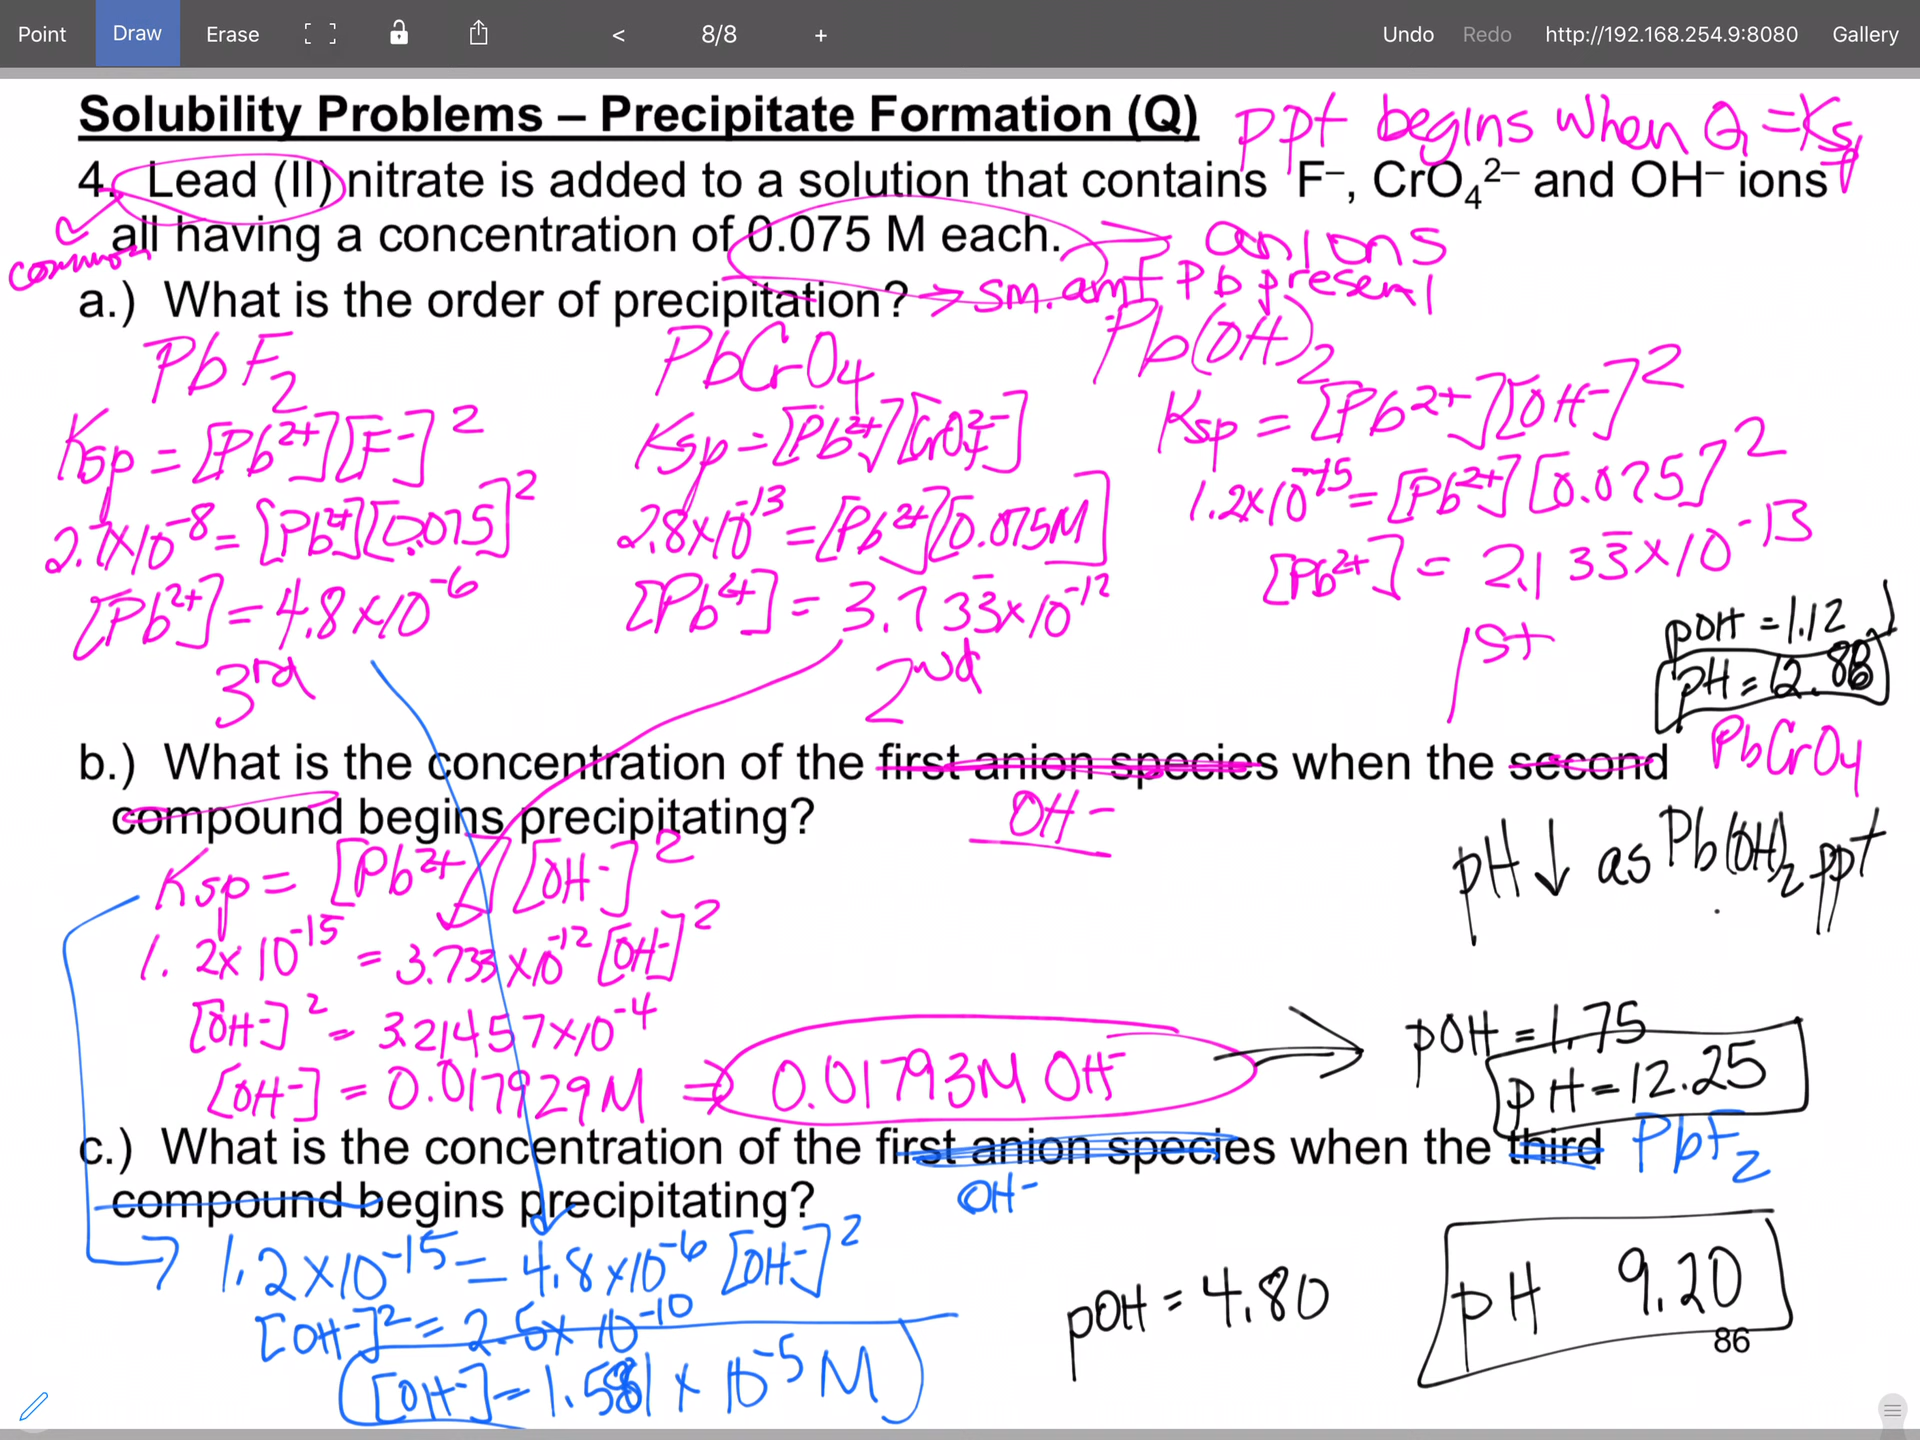 Point Draw Erase < 8/8 + Undo Redo http://192.168.254.9:8080 Gallery
Solubility Problems – Precipitate Formation (Q) ppt begins when Q = Ksp
4. Lead (II) nitrate is added to a solution that contains F⁻, CrO₄²⁻ and OH⁻ ions
common all having a concentration of 0.075 M each. → anions
a.) What is the order of precipitation? → sm. amt Pb present
PbF₂ PbCrO₄ Pb(OH)₂
Ksp = [Pb²⁺][F⁻]² Ksp = [Pb²⁺][CrO₄²⁻] Ksp = [Pb²⁺][OH⁻]²
2.7x10⁻⁸ = [Pb²⁺][0.075]² 2.8x10⁻¹³ = [Pb²⁺][0.075M] 1.2x10⁻¹⁵ = [Pb²⁺][0.075]²
[Pb²⁺] = 4.8x10⁻⁶ [Pb²⁺] = 3.733̅x10⁻¹² [Pb²⁺] = 2.133̅x10⁻¹³
3rd 2nd 1st
pOH = 1.12
pH = 12.88
b.) What is the concentration of the first anion species when the second PbCrO₄
compound begins precipitating? OH⁻
Ksp = [Pb²⁺][OH⁻]² pH↓ as Pb(OH)₂ ppt
1.2x10⁻¹⁵ = 3.733x10⁻¹²[OH⁻]²
[OH⁻]² = 3.21457x10⁻⁴
[OH⁻] = 0.017929M ⇒ 0.01793M OH⁻ → pOH = 1.75
pH = 12.25
c.) What is the concentration of the first anion species when the third PbF₂
compound begins precipitating? OH⁻
1.2x10⁻¹⁵ = 4.8x10⁻⁶[OH⁻]²
[OH⁻]² = 2.5x10⁻¹⁰ pOH = 4.80 pH 9.20
[OH⁻] = 1.581 x 10⁻⁵ M
86